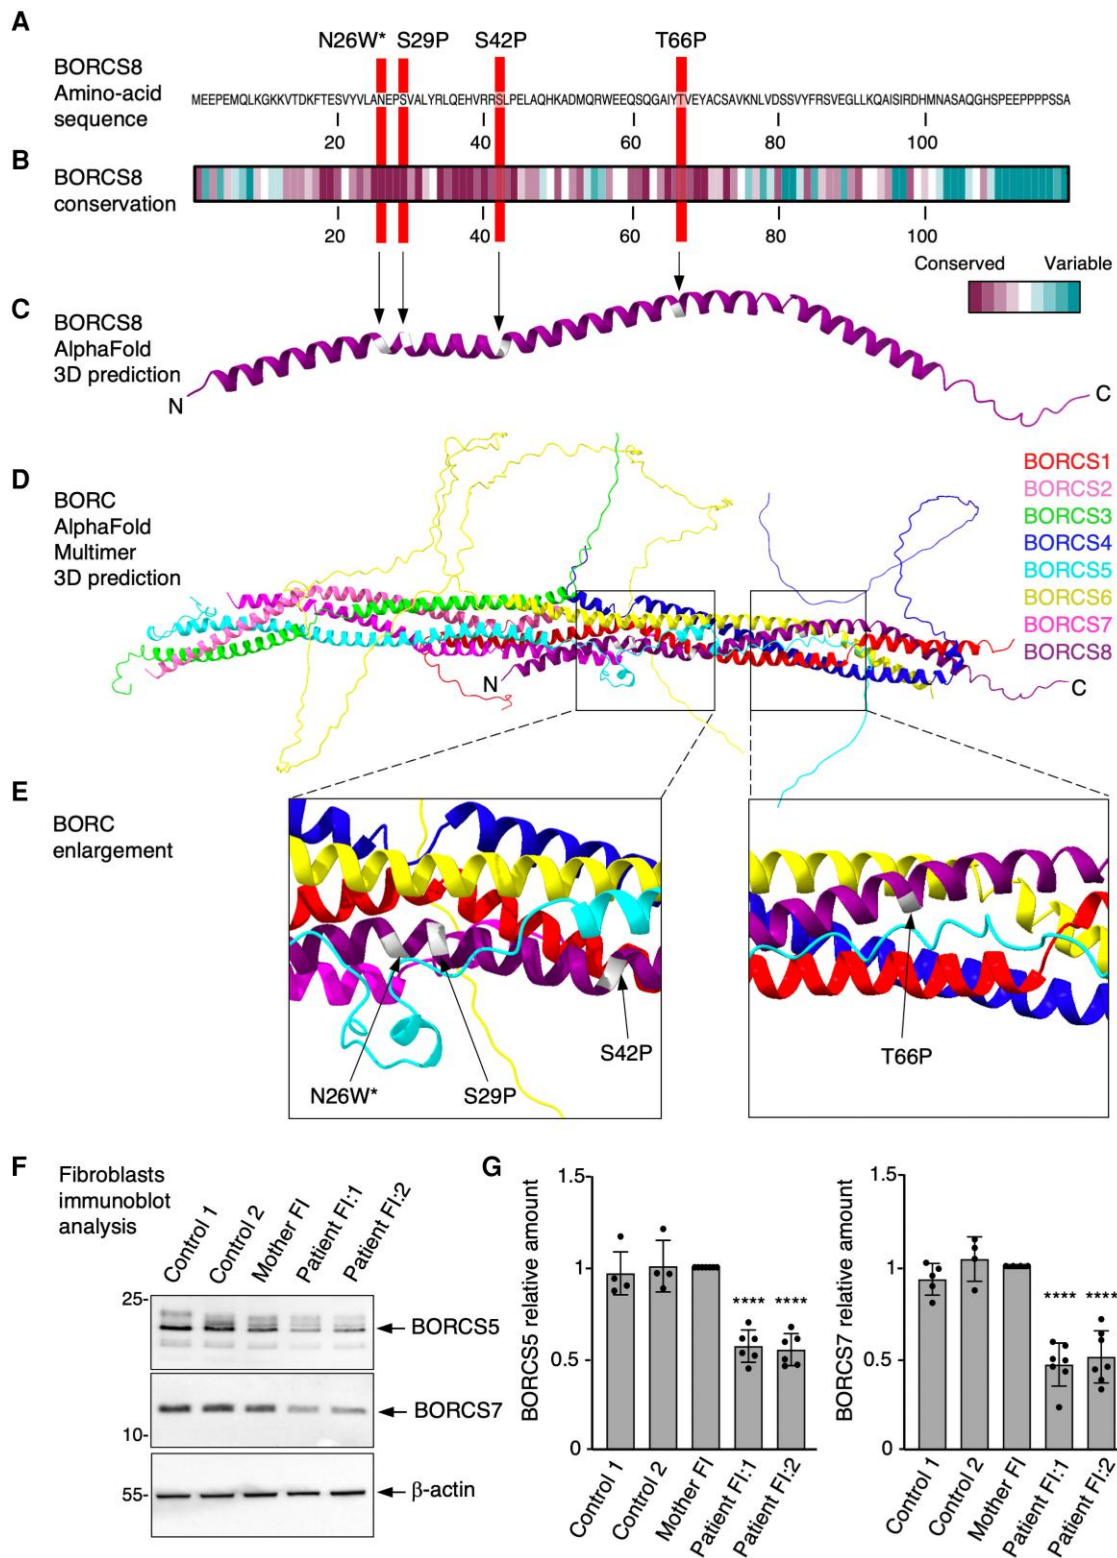 A
N26W* S29P S42P T66P
BORCS8
Amino-acid
sequence
MEEPEMQLKGKKVTDKFTESVYVLANEPSVALYRLQEHVRRSLPELAQHKADMQRWEEQSQGAIYTVEYACSAVKNLVDSSVYFRSVEGLLKQAISIRDHMNASAQGHSPEEPPPPSSA
20 40 60 80 100
B
BORCS8
conservation
20 40 60 80 100
Conserved Variable
C
BORCS8
AlphaFold
3D prediction
N
C
D
BORC
AlphaFold
Multimer
3D prediction
BORCS1
BORCS2
BORCS3
BORCS4
BORCS5
BORCS6
BORCS7
BORCS8
N
C
E
BORC
enlargement
N26W* S29P S42P
T66P
F
Fibroblasts
immunoblot
analysis
Control 1
Control 2
Mother FI
Patient FI:1
Patient FI:2
25-
BORCS5
BORCS7
10-
55-
β-actin
G
BORCS5 relative amount
1.5
1
0.5
0
**** ****
Control 1
Control 2
Mother FI
Patient FI:1
Patient FI:2
BORCS7 relative amount
1.5
1
0.5
0
**** ****
Control 1
Control 2
Mother FI
Patient FI:1
Patient FI:2